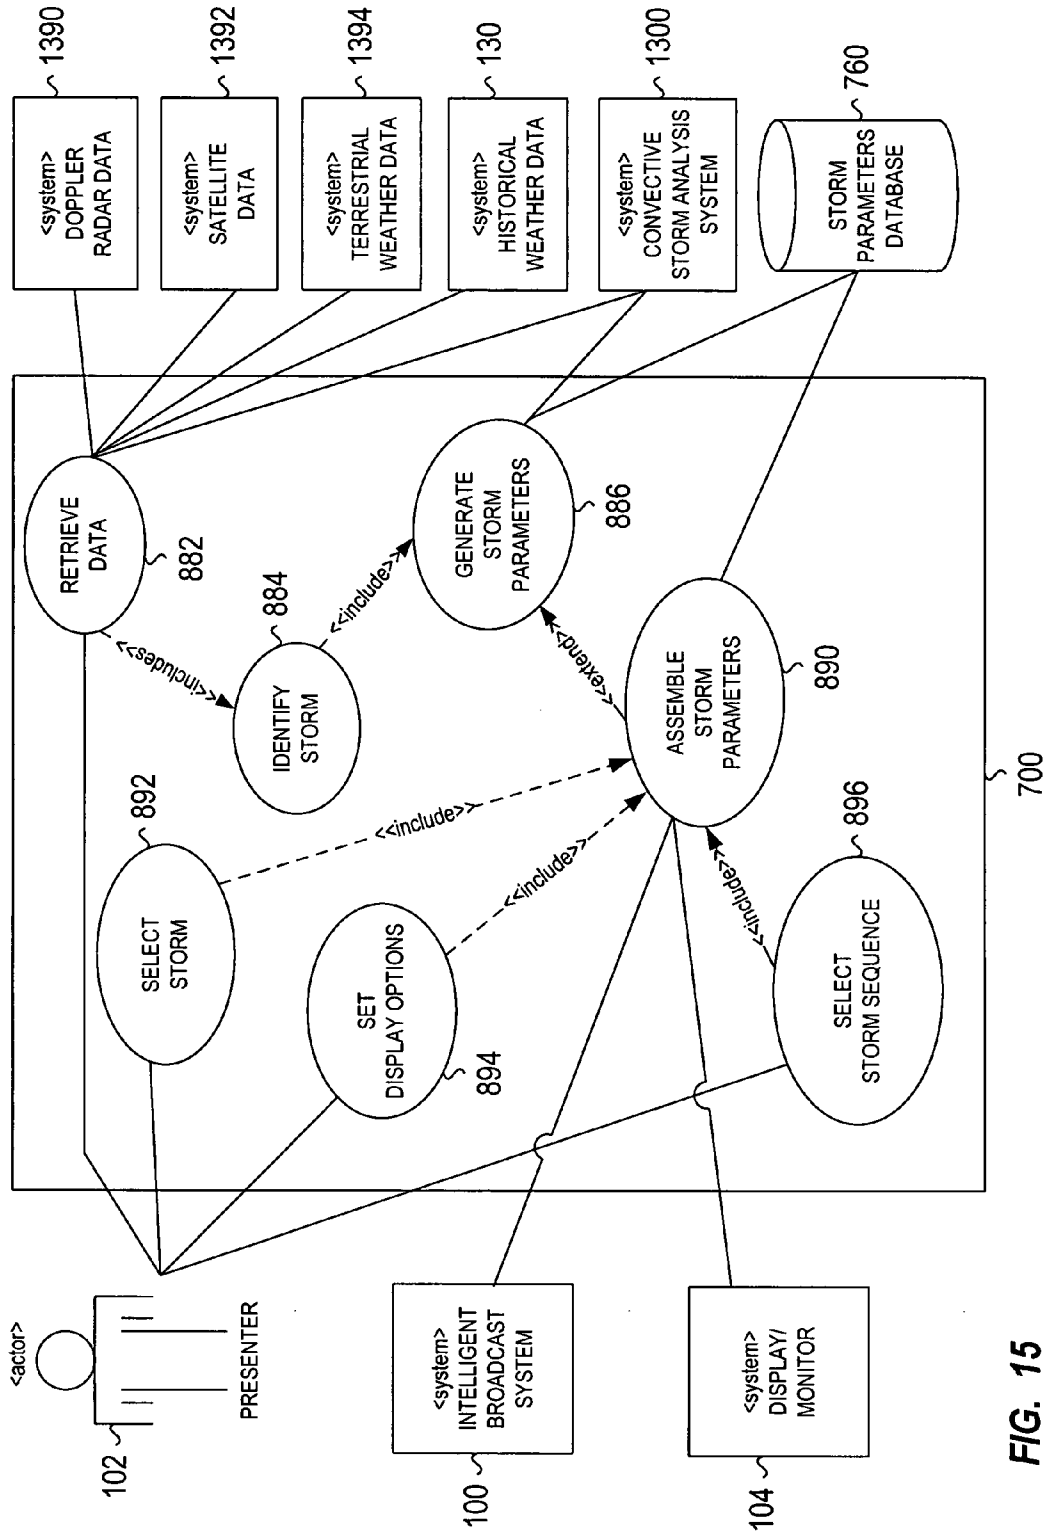 <actor>
PRESENTER
102
<system>
INTELLIGENT
BROADCAST
SYSTEM
100
<system>
DISPLAY/
MONITOR
104
RETRIEVE
DATA
882
<<includes>>
IDENTIFY
STORM
884
<<include>>
GENERATE
STORM
PARAMETERS
886
SELECT
STORM
892
<<include>>
SET
DISPLAY OPTIONS
894
<<include>>
SELECT
STORM SEQUENCE
896
<<include>>
ASSEMBLE
STORM
PARAMETERS
890
<<extend>>
700
<system>
DOPPLER
RADAR DATA
1390
<system>
SATELLITE
DATA
1392
<system>
TERRESTRIAL
WEATHER DATA
1394
<system>
HISTORICAL
WEATHER DATA
130
<system>
CONVECTIVE
STORM ANALYSIS
SYSTEM
1300
STORM
PARAMETERS
DATABASE
760
FIG. 15